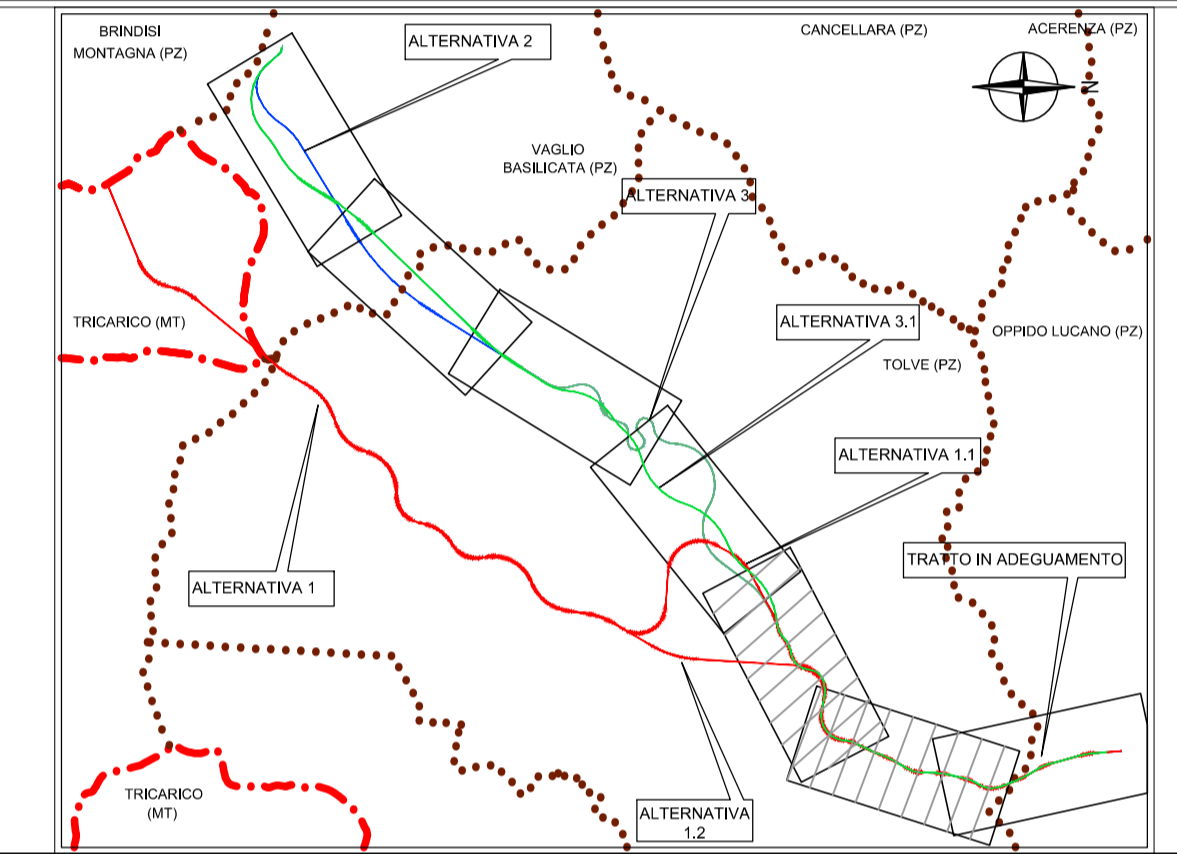 BRINDISI
MONTAGNA (PZ)
ALTERNATIVA 2
CANCELLARA (PZ)
ACERENZA (PZ)
N
VAGLIO
BASILICATA (PZ)
ALTERNATIVA 3
TRICARICO (MT)
ALTERNATIVA 3.1
OPPIDO LUCANO (PZ)
TOLVE (PZ)
ALTERNATIVA 1.1
TRATTO IN ADEGUAMENTO
ALTERNATIVA 1
TRICARICO
(MT)
ALTERNATIVA
1.2